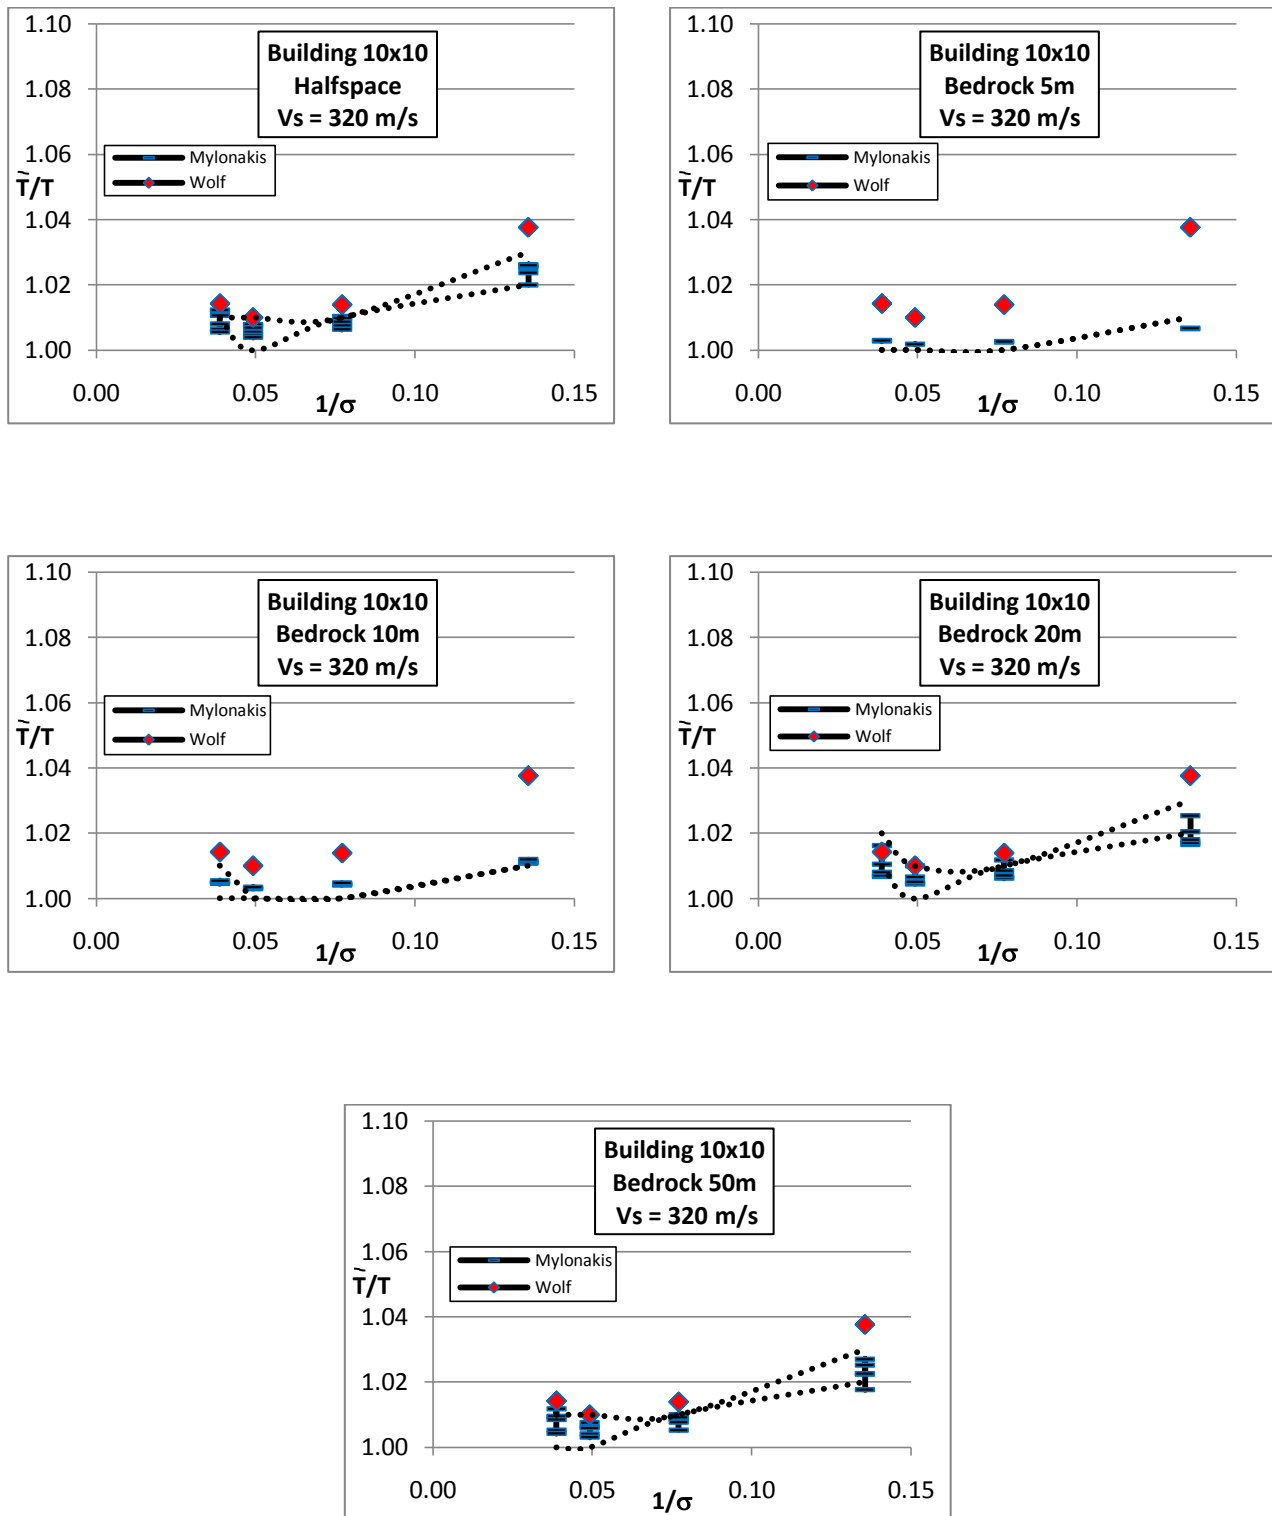 1.10
1.08
1.06
1.04
1.02
1.00
T̃/T
Building 10x10
Halfspace
Vs = 320 m/s
Mylonakis
Wolf
0.00 0.05 0.10 0.15
1/σ
1.10
1.08
1.06
1.04
1.02
1.00
T̃/T
Building 10x10
Bedrock 5m
Vs = 320 m/s
Mylonakis
Wolf
0.00 0.05 0.10 0.15
1/σ
1.10
1.08
1.06
1.04
1.02
1.00
T̃/T
Building 10x10
Bedrock 10m
Vs = 320 m/s
Mylonakis
Wolf
0.00 0.05 0.10 0.15
1/σ
1.10
1.08
1.06
1.04
1.02
1.00
T̃/T
Building 10x10
Bedrock 20m
Vs = 320 m/s
Mylonakis
Wolf
0.00 0.05 0.10 0.15
1/σ
1.10
1.08
1.06
1.04
1.02
1.00
T̃/T
Building 10x10
Bedrock 50m
Vs = 320 m/s
Mylonakis
Wolf
0.00 0.05 0.10 0.15
1/σ